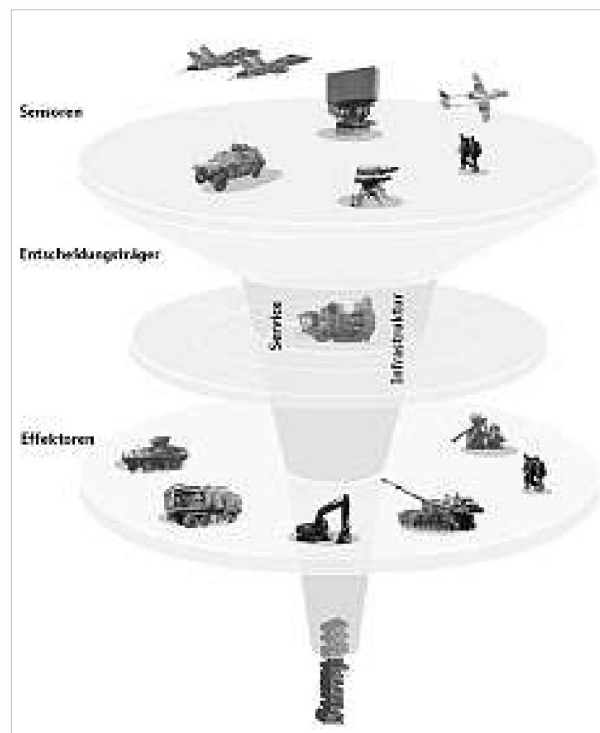 Sensoren
Entscheidungsträger
Service
Infrastruktur
Effektoren